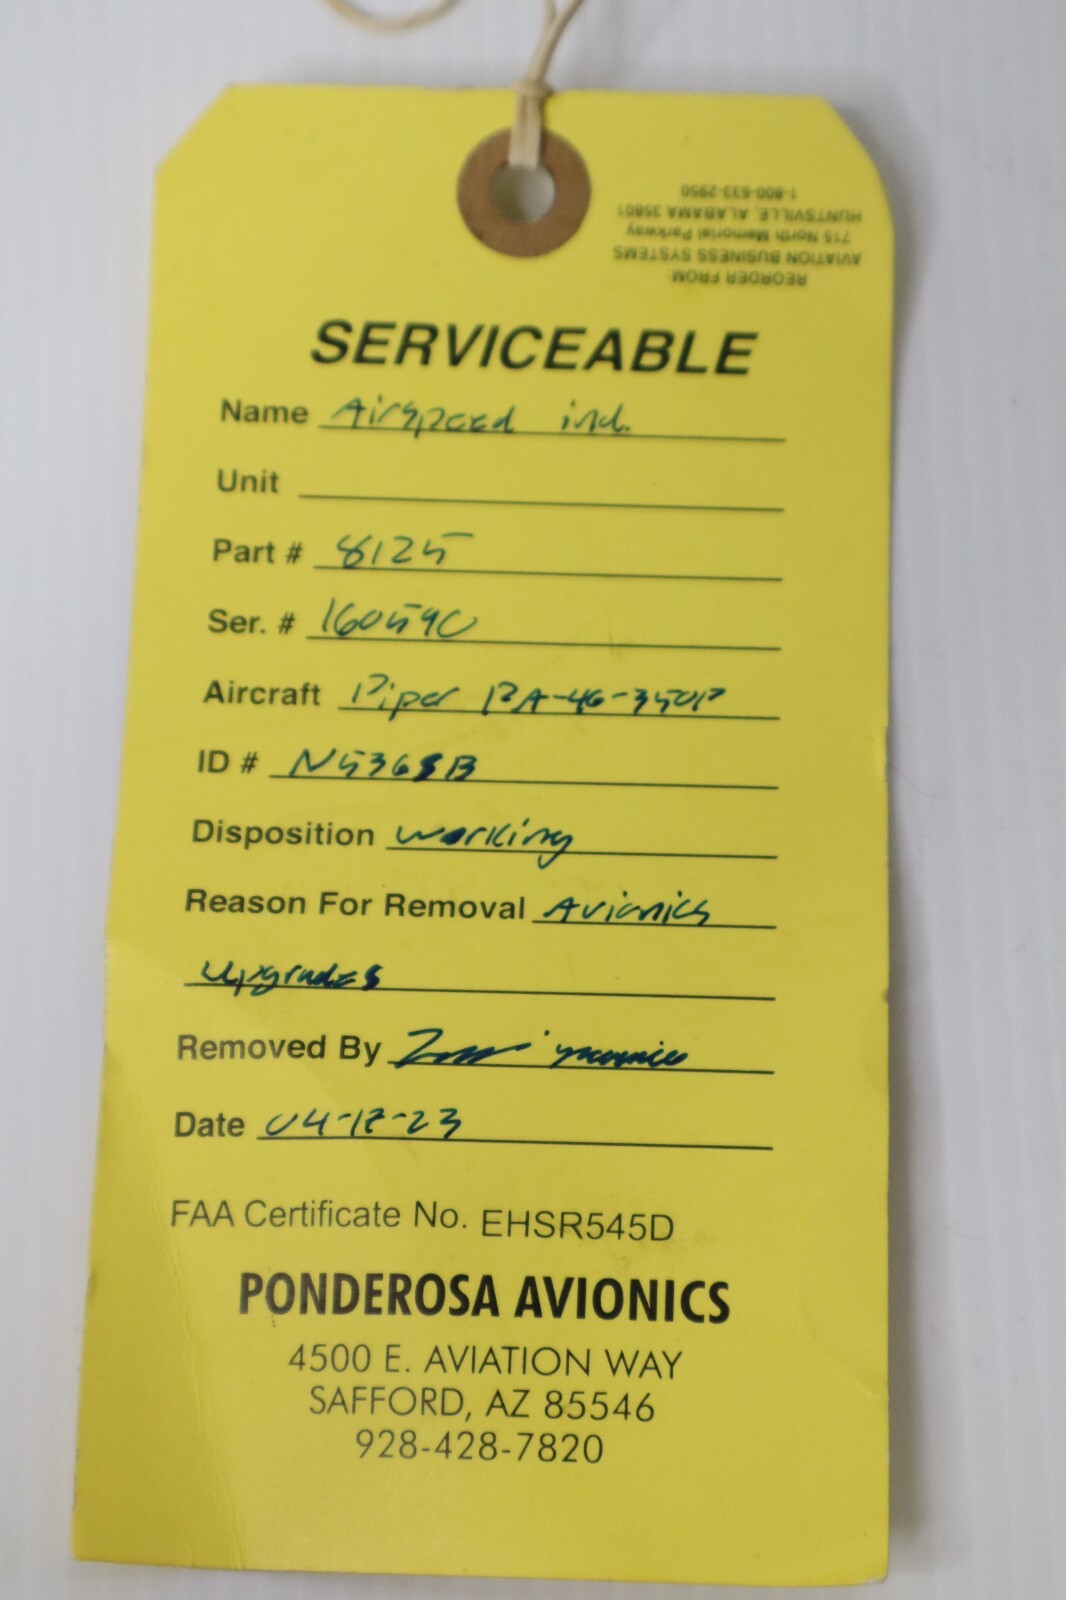 REORDER FROM:
AVIATION BUSINESS SYSTEMS
715 North Memorial Parkway
HUNTSVILLE, ALABAMA 35801
1-800-633-2950
SERVICEABLE
Name Airspeed ind.
Unit
Part # 8125
Ser. # 160590
Aircraft Piper PA-46-350P
ID # N5365B
Disposition working
Reason For Removal Avionics
upgrades
Removed By
Date 04-18-23
FAA Certificate No. EHSR545D
PONDEROSA AVIONICS
4500 E. AVIATION WAY
SAFFORD, AZ 85546
928-428-7820